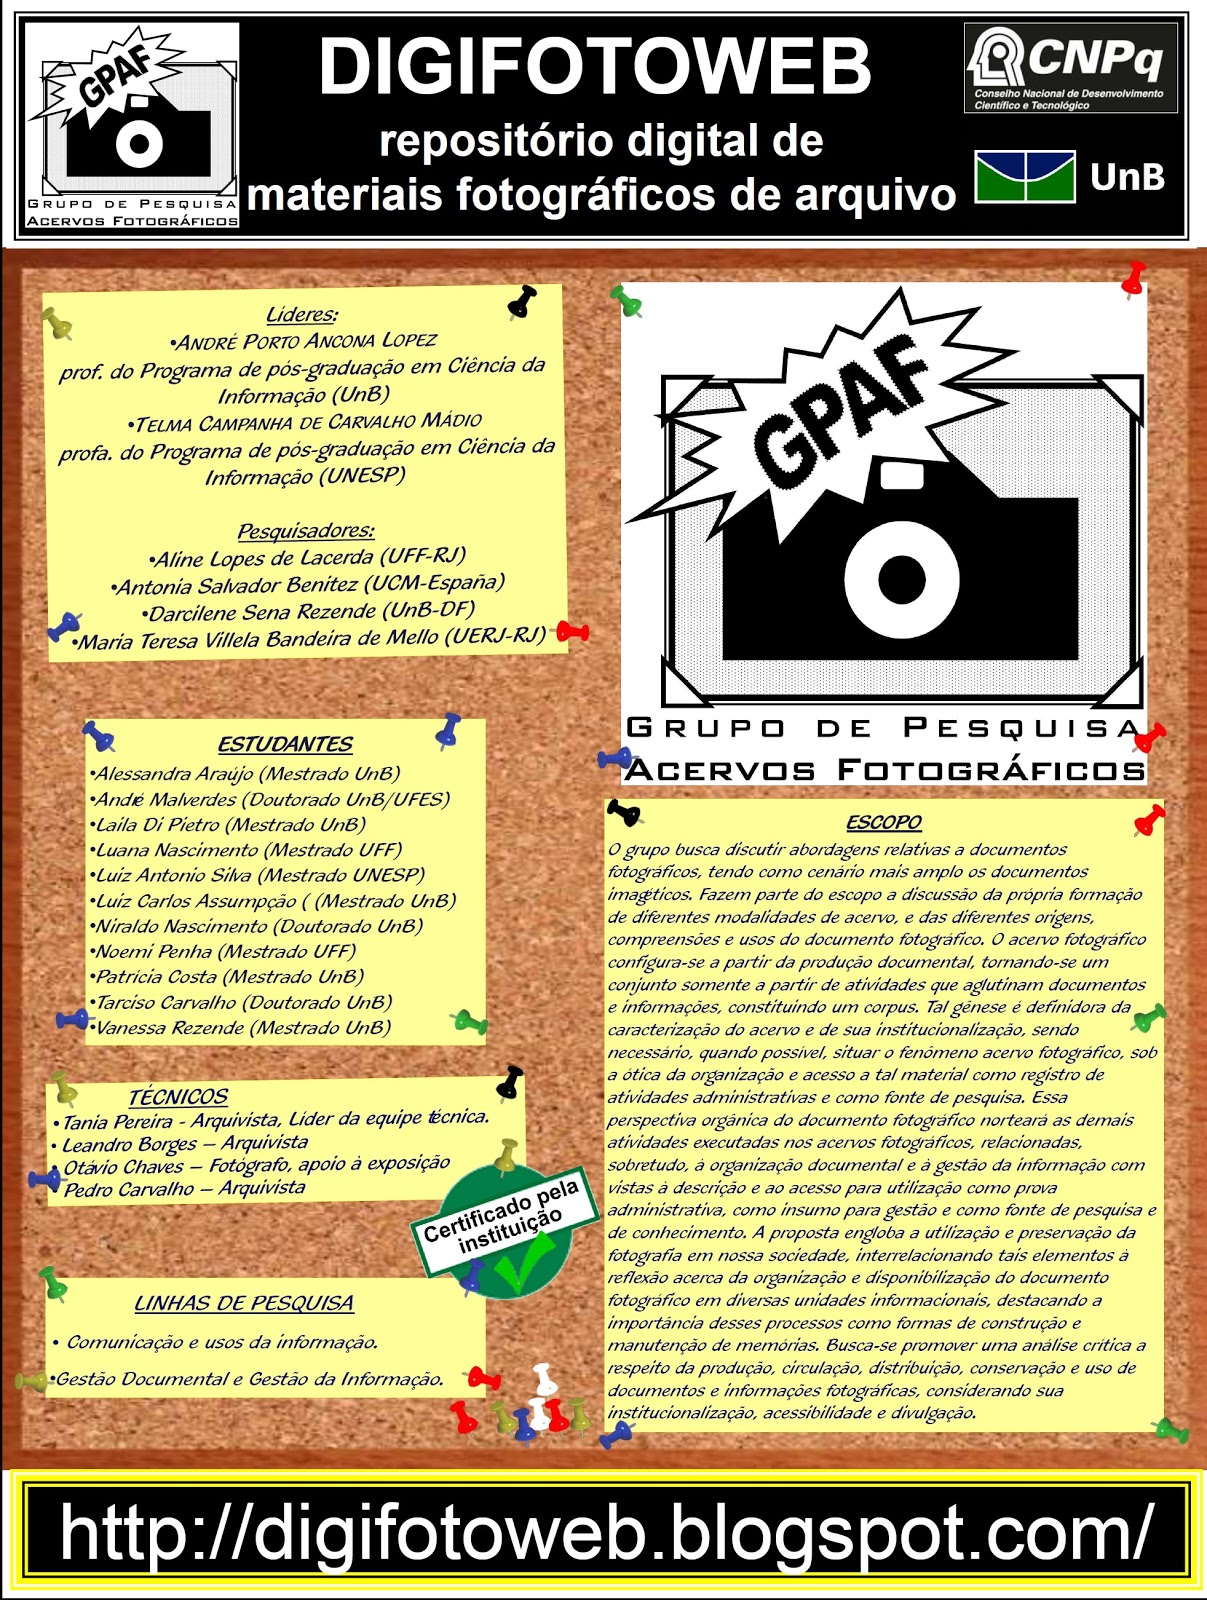 GPAF
GRUPO DE PESQUISA
ACERVOS FOTOGRÁFICOS
DIGIFOTOWEB
repositório digital de
materiais fotográficos de arquivo
CNPq
Conselho Nacional de Desenvolvimento
Científico e Tecnológico
UnB
Líderes:
•ANDRÉ PORTO ANCONA LOPEZ
prof. do Programa de pós-graduação em Ciência da
Informação (UnB)
•TELMA CAMPANHA DE CARVALHO MÁDIO
profa. do Programa de pós-graduação em Ciência da
Informação (UNESP)
Pesquisadores:
•Aline Lopes de Lacerda (UFF-RJ)
•Antonia Salvador Benítez (UCM-España)
•Darcilene Sena Rezende (UnB-DF)
•Maria Teresa Villela Bandeira de Mello (UERJ-RJ)
ESTUDANTES
•Alessandra Araújo (Mestrado UnB)
•André Malverdes (Doutorado UnB/UFES)
•Laila Di Pietro (Mestrado UnB)
•Luana Nascimento (Mestrado UFF)
•Luiz Antonio Silva (Mestrado UNESP)
•Luiz Carlos Assumpção ( (Mestrado UnB)
•Niraldo Nascimento (Doutorado UnB)
•Noemi Penha (Mestrado UFF)
•Patrícia Costa (Mestrado UnB)
•Tarciso Carvalho (Doutorado UnB)
•Vanessa Rezende (Mestrado UnB)
TÉCNICOS
•Tania Pereira - Arquivista, Líder da equipe técnica.
• Leandro Borges – Arquivista
• Otávio Chaves – Fotógrafo, apoio à exposição
• Pedro Carvalho – Arquivista
Certificado pela
instituição
LINHAS DE PESQUISA
• Comunicação e usos da informação.
•Gestão Documental e Gestão da Informação.
GPAF
GRUPO DE PESQUISA
ACERVOS FOTOGRÁFICOS
ESCOPO
O grupo busca discutir abordagens relativas a documentos
fotográficos, tendo como cenário mais amplo os documentos
imagéticos. Fazem parte do escopo a discussão da própria formação
de diferentes modalidades de acervo, e das diferentes origens,
compreensões e usos do documento fotográfico. O acervo fotográfico
configura-se a partir da produção documental, tornando-se um
conjunto somente a partir de atividades que aglutinam documentos
e informações, constituindo um corpus. Tal gênese é definidora da
caracterização do acervo e de sua institucionalização, sendo
necessário, quando possível, situar o fenômeno acervo fotográfico, sob
a ótica da organização e acesso a tal material como registro de
atividades administrativas e como fonte de pesquisa. Essa
perspectiva orgânica do documento fotográfico norteará as demais
atividades executadas nos acervos fotográficos, relacionadas,
sobretudo, à organização documental e à gestão da informação com
vistas à descrição e ao acesso para utilização como prova
administrativa, como insumo para gestão e como fonte de pesquisa e
de conhecimento. A proposta engloba a utilização e preservação da
fotografia em nossa sociedade, interrelacionando tais elementos à
reflexão acerca da organização e disponibilização do documento
fotográfico em diversas unidades informacionais, destacando a
importância desses processos como formas de construção e
manutenção de memórias. Busca-se promover uma análise crítica a
respeito da produção, circulação, distribuição, conservação e uso de
documentos e informações fotográficas, considerando sua
institucionalização, acessibilidade e divulgação.
http://digifotoweb.blogspot.com/